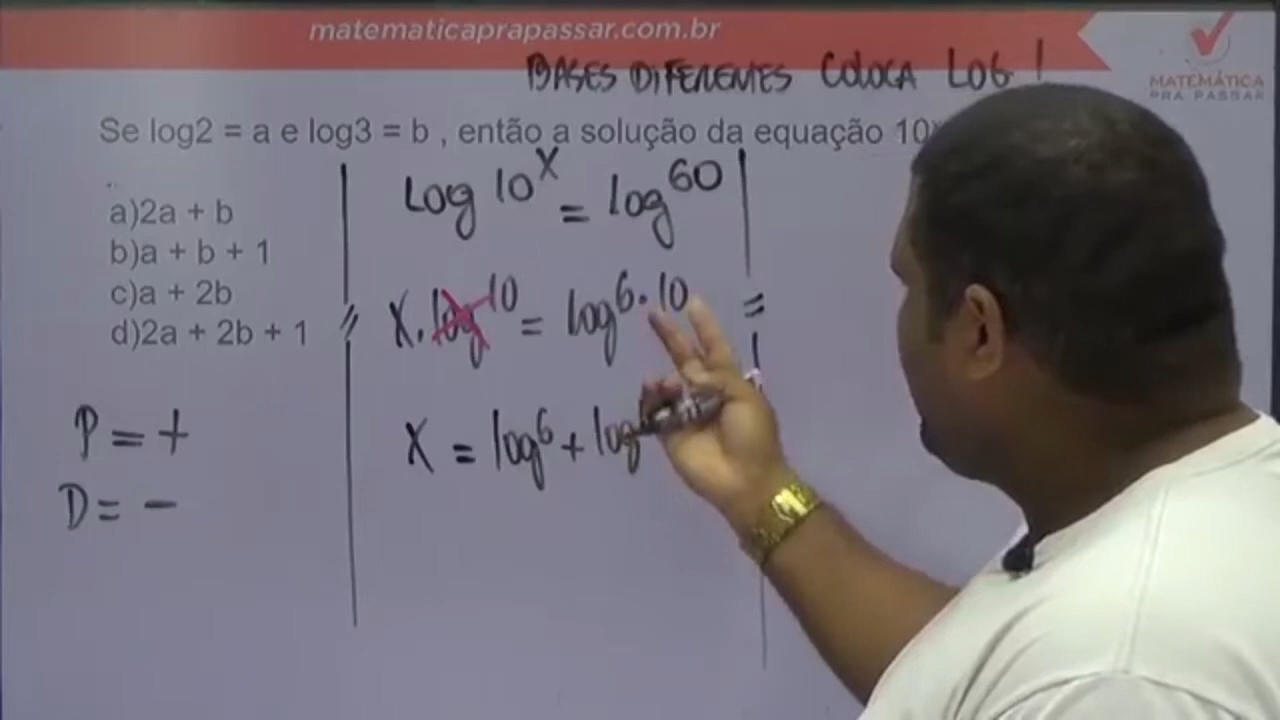 matematicaprapassar.com.br
MATEMÁTICA
PRA PASSAR
BASES DIFERENTES COLOCA LOG !
Se log2 = a e log3 = b , então a solução da equação 10ˣ
a)2a + b
b)a + b + 1
c)a + 2b
d)2a + 2b + 1
P = +
D = -
Log 10^x = log 60
x . log 10 = log 6 . 10 =
x = log 6 + log